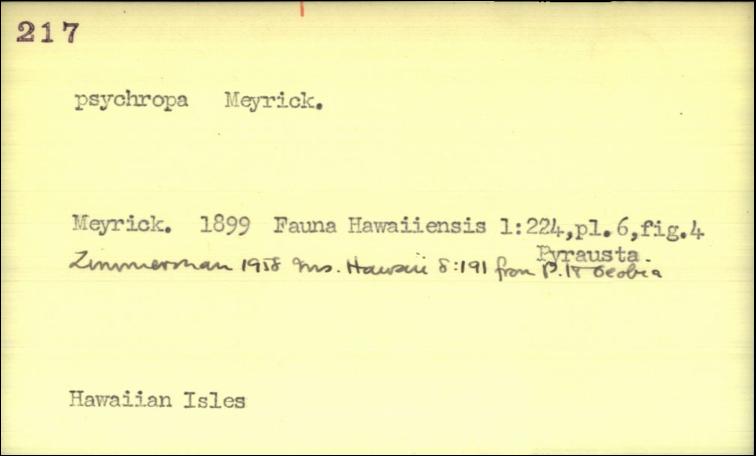 217
psychropa Meyrick.
Meyrick. 1899 Fauna Hawaiiensis 1:224,pl.6,fig.4
Pyrausta.
Zimmerman 1958 Ins. Hawaii 8:191 from P. to
Hawaiian Isles